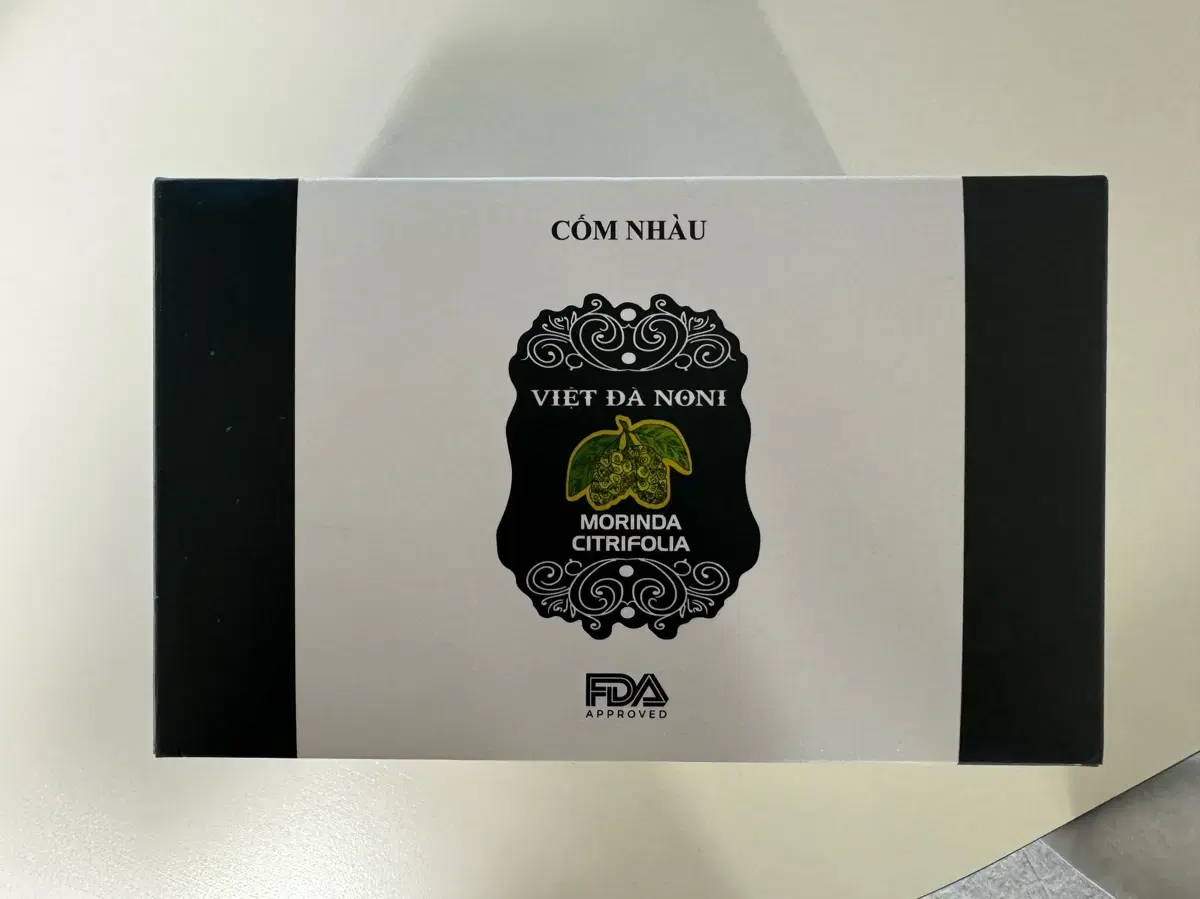 CỐM NHÀU
VIỆT ĐÀ NONI
MORINDA
CITRIFOLIA
FDA
APPROVED